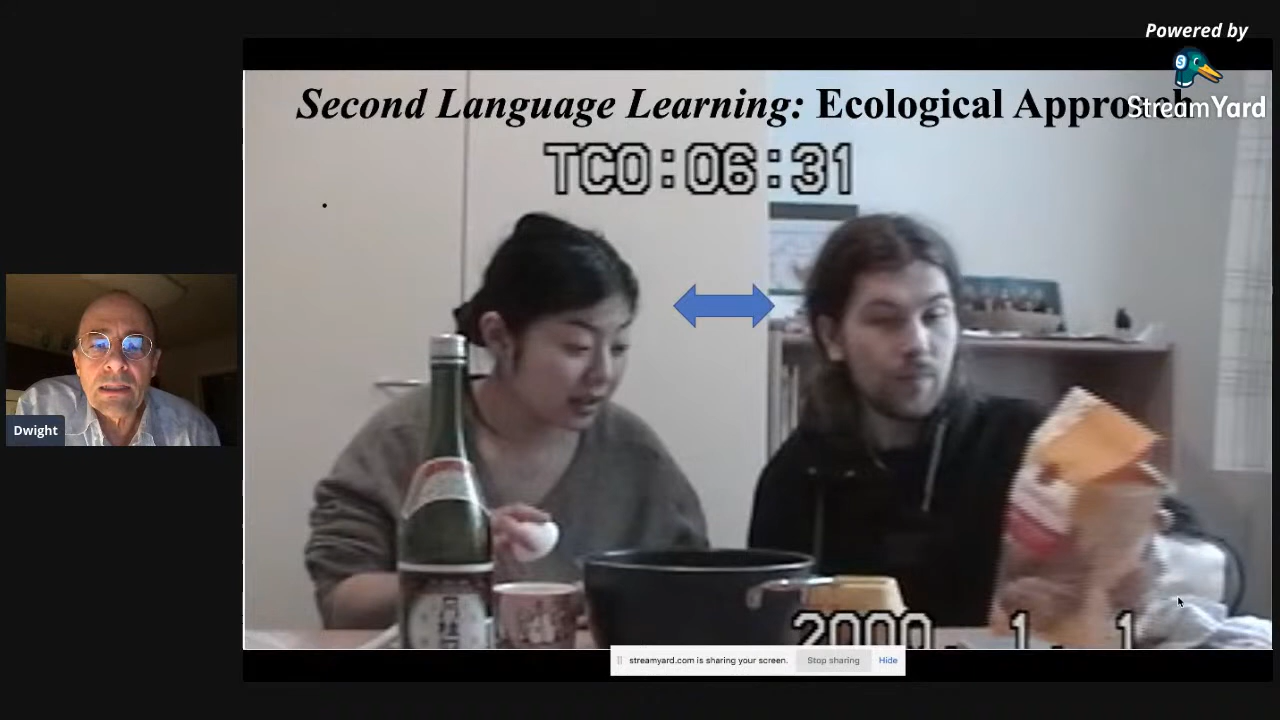 Powered by
StreamYard
Second Language Learning: Ecological Approach
TCO:06:31
Dwight
2000. 1. 1
streamyard.com is sharing your screen.
Stop sharing
Hide